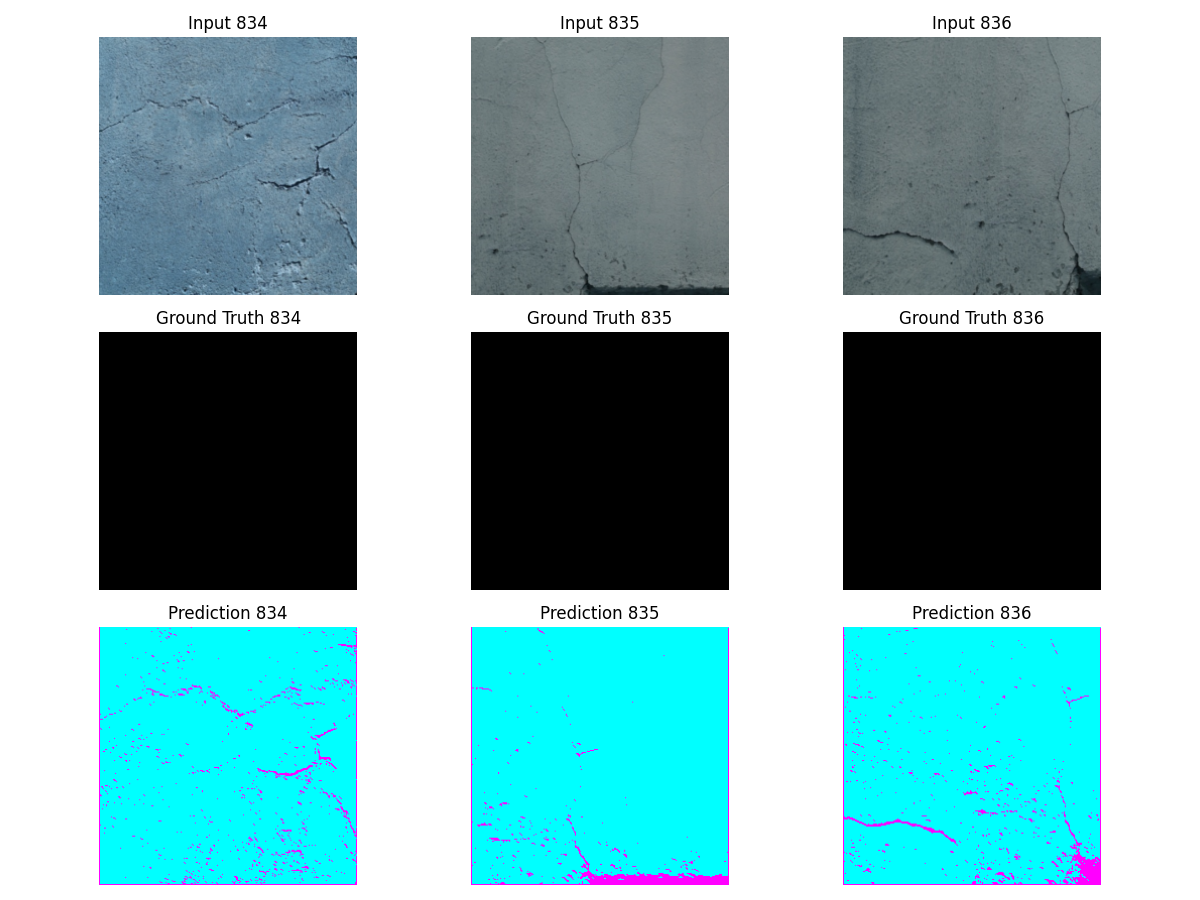 Input 834
Input 835
Input 836
Ground Truth 834
Ground Truth 835
Ground Truth 836
Prediction 834
Prediction 835
Prediction 836